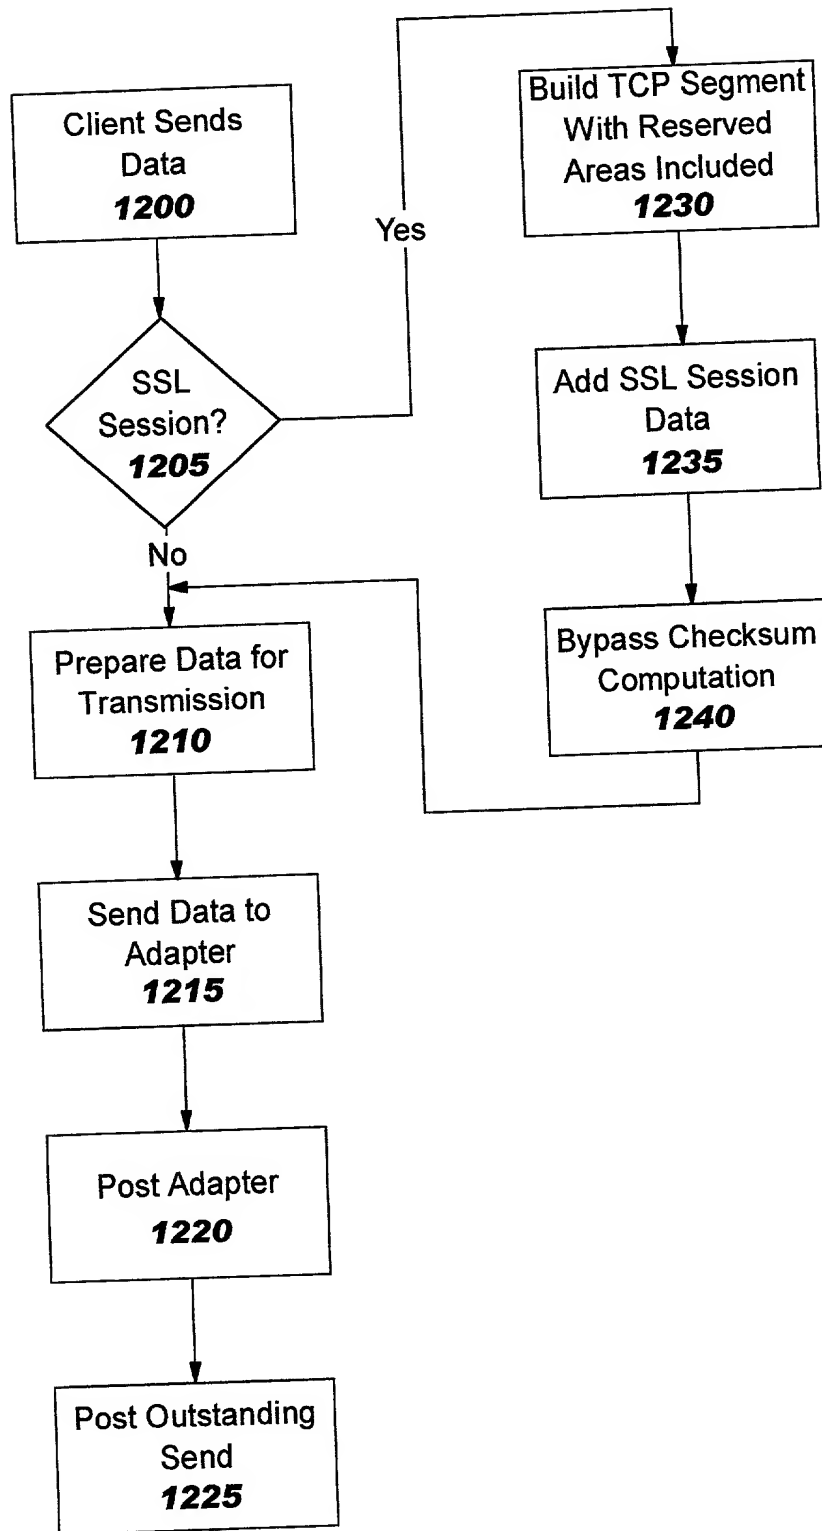 Client Sends
Data
1200
SSL
Session?
1205
Yes
No
Build TCP Segment
With Reserved
Areas Included
1230
Add SSL Session
Data
1235
Bypass Checksum
Computation
1240
Prepare Data for
Transmission
1210
Send Data to
Adapter
1215
Post Adapter
1220
Post Outstanding
Send
1225